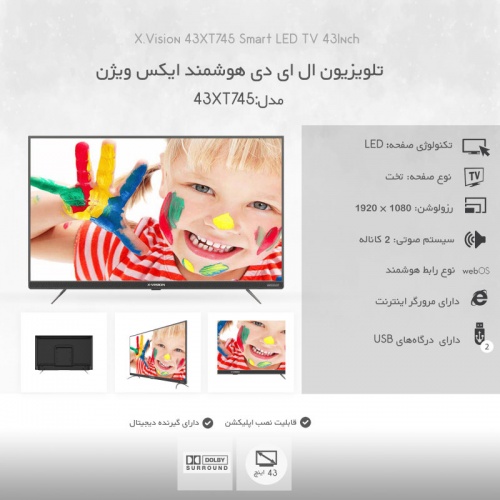 X.Vision 43XT745 Smart LED TV 43Inch
تلویزیون ال ای دی هوشمند ایکس ویژن
مدل:43XT745
تکنولوژی صفحه: LED
TV
نوع صفحه: تخت
رزولوشن: 1080 × 1920
سیستم صوتی: 2 کاناله
webOS نوع رابط هوشمند
دارای مرورگر اینترنت
دارای درگاه‌های USB
2
X.VISION
قابلیت نصب اپلیکشن
دارای گیرنده دیجیتال
DOLBY
SURROUND
43 اینچ